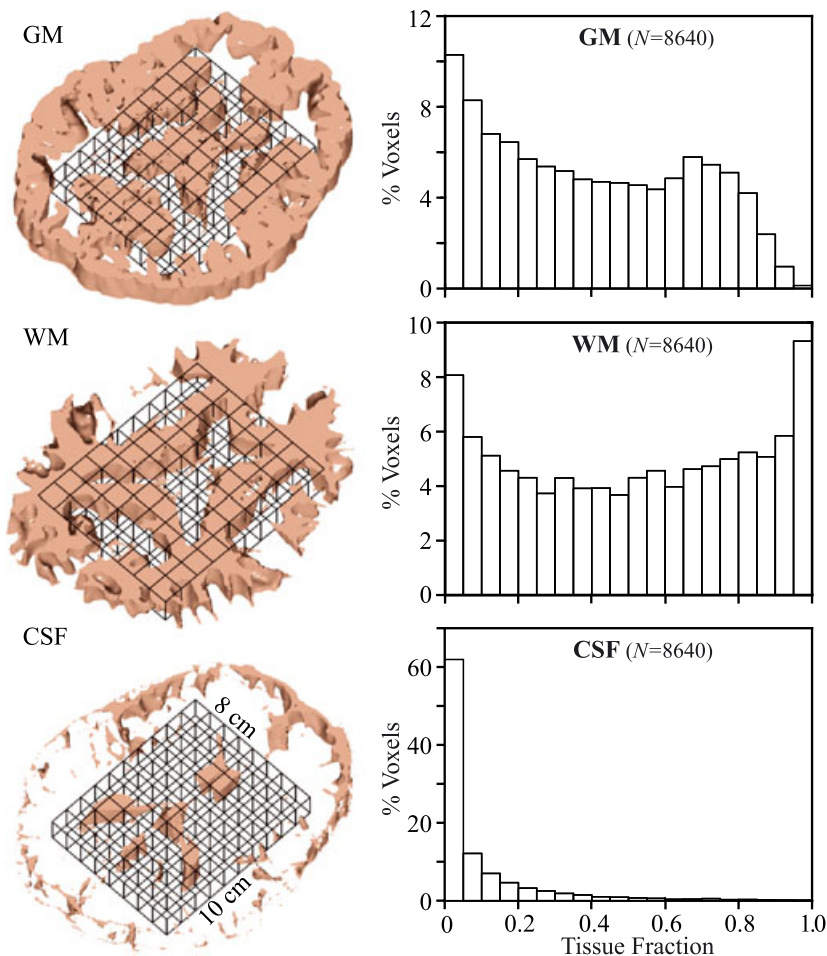 GM
12
GM (N=8640)
8
% Voxels
4
0
WM
10
WM (N=8640)
8
6
% Voxels
4
2
0
CSF
CSF (N=8640)
60
8 cm
40
% Voxels
20
10 cm
0
0 0.2 0.4 0.6 0.8 1.0
Tissue Fraction